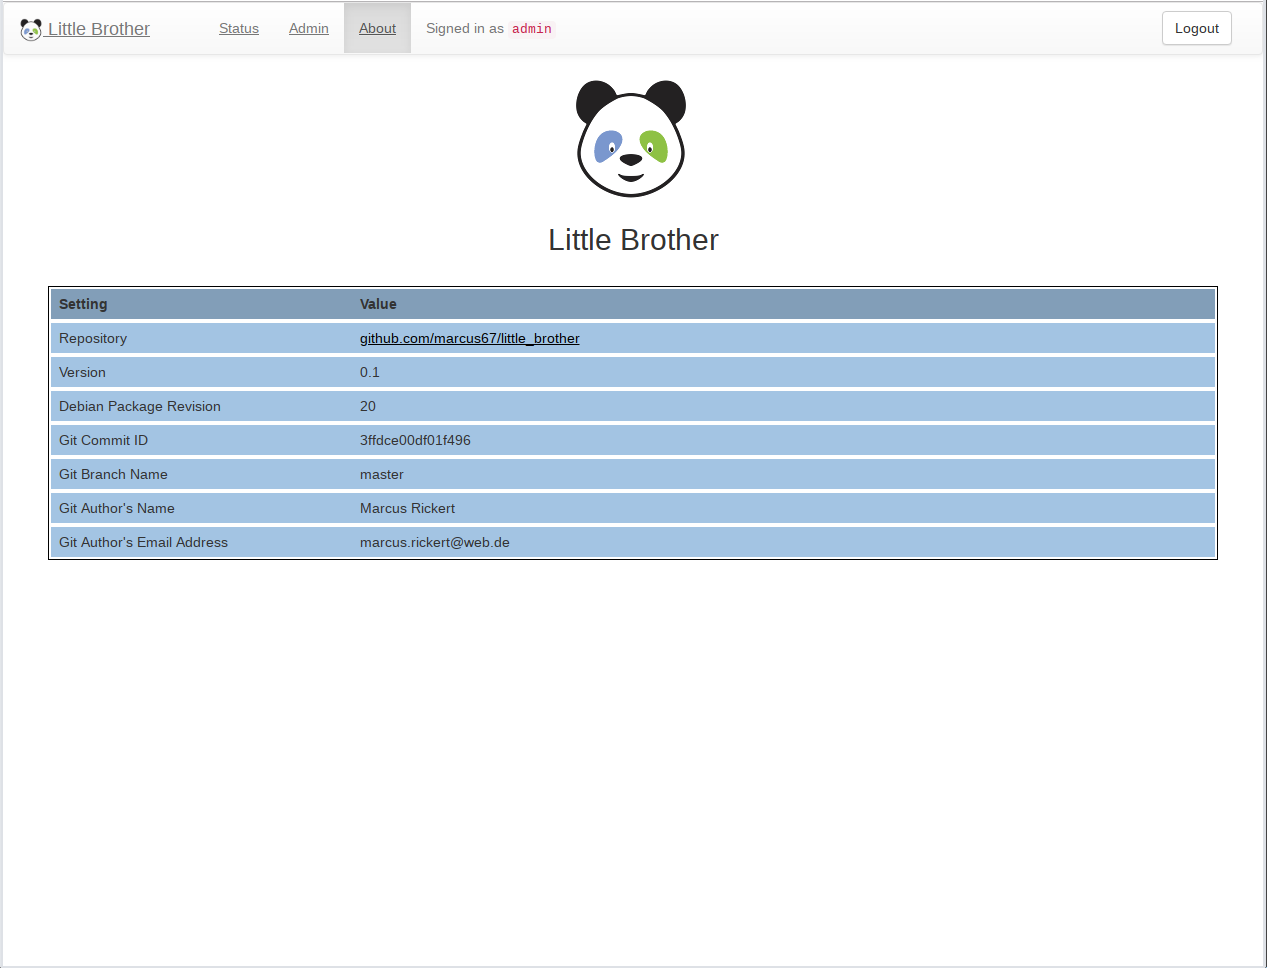 Little Brother Status Admin About Signed in as admin Logout
Little Brother
Setting Value
Repository github.com/marcus67/little_brother
Version 0.1
Debian Package Revision 20
Git Commit ID 3ffdce00df01f496
Git Branch Name master
Git Author's Name Marcus Rickert
Git Author's Email Address marcus.rickert@web.de